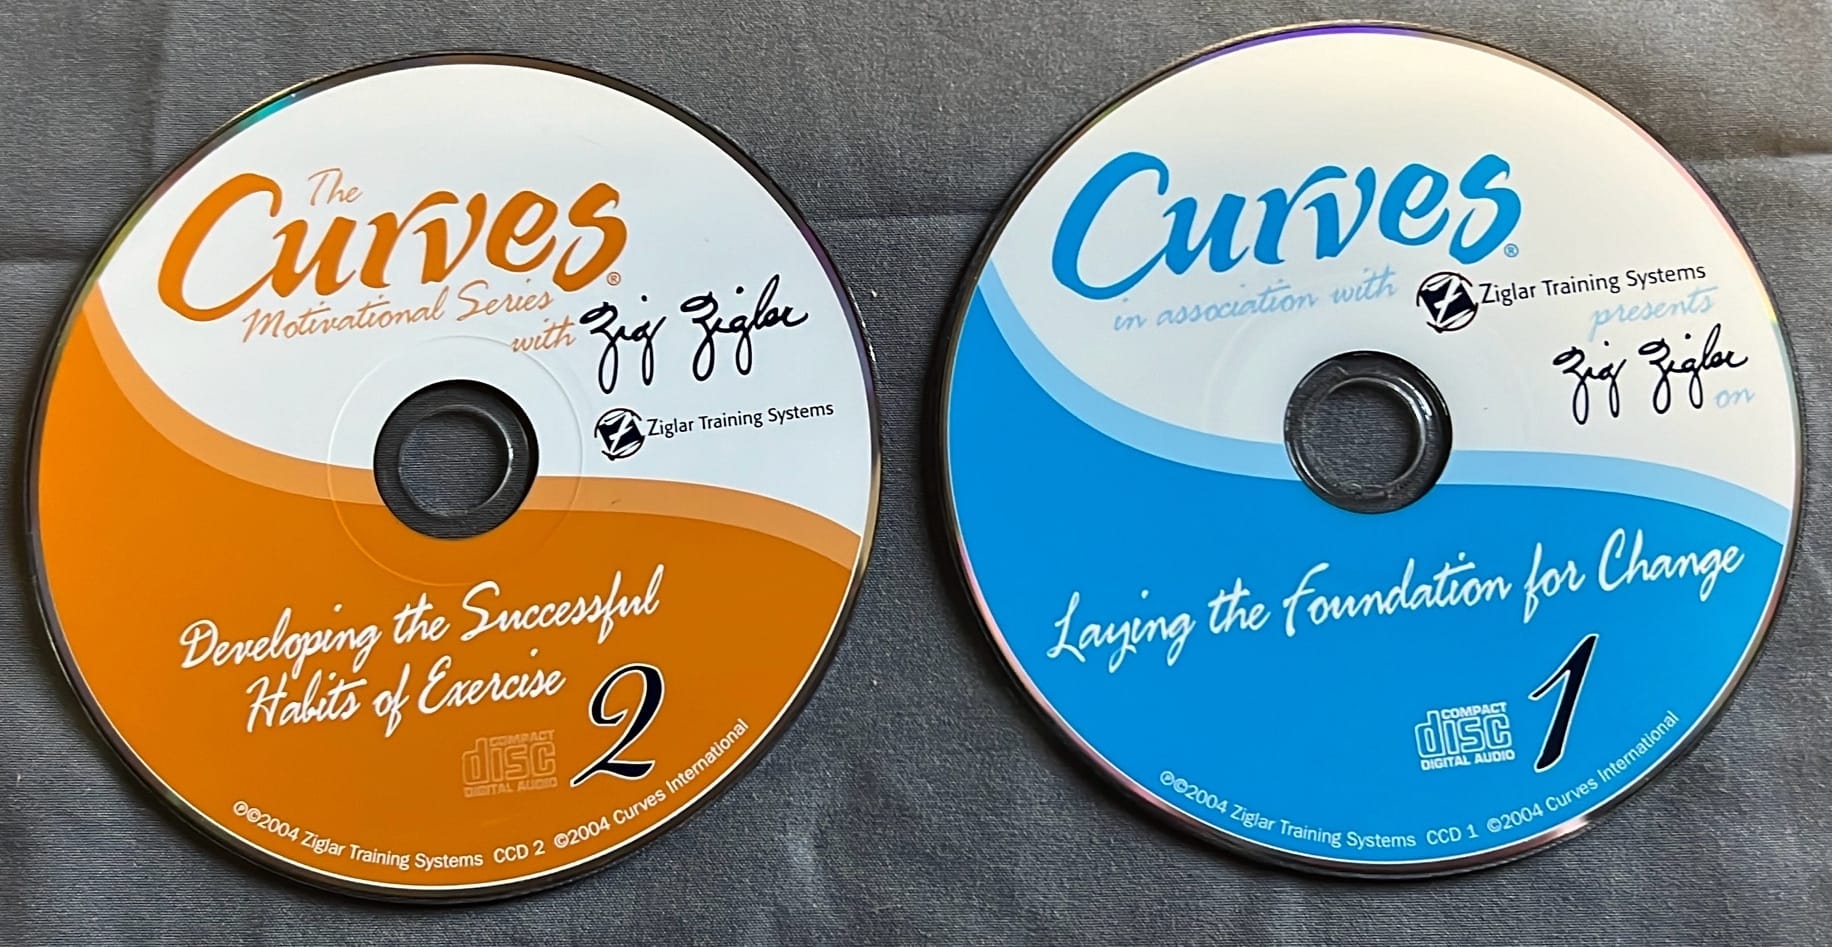 The
Curves®
Motivational Series
with Zig Ziglar
Z Ziglar Training Systems
Developing the Successful
Habits of Exercise
2
COMPACT
disc
DIGITAL AUDIO
℗©2004 Ziglar Training Systems CCD 2 ©2004 Curves International
Curves®
in association with Z Ziglar Training Systems
presents
Zig Ziglar
on
Laying the Foundation for Change
1
COMPACT
disc
DIGITAL AUDIO
℗©2004 Ziglar Training Systems CCD 1 ©2004 Curves International